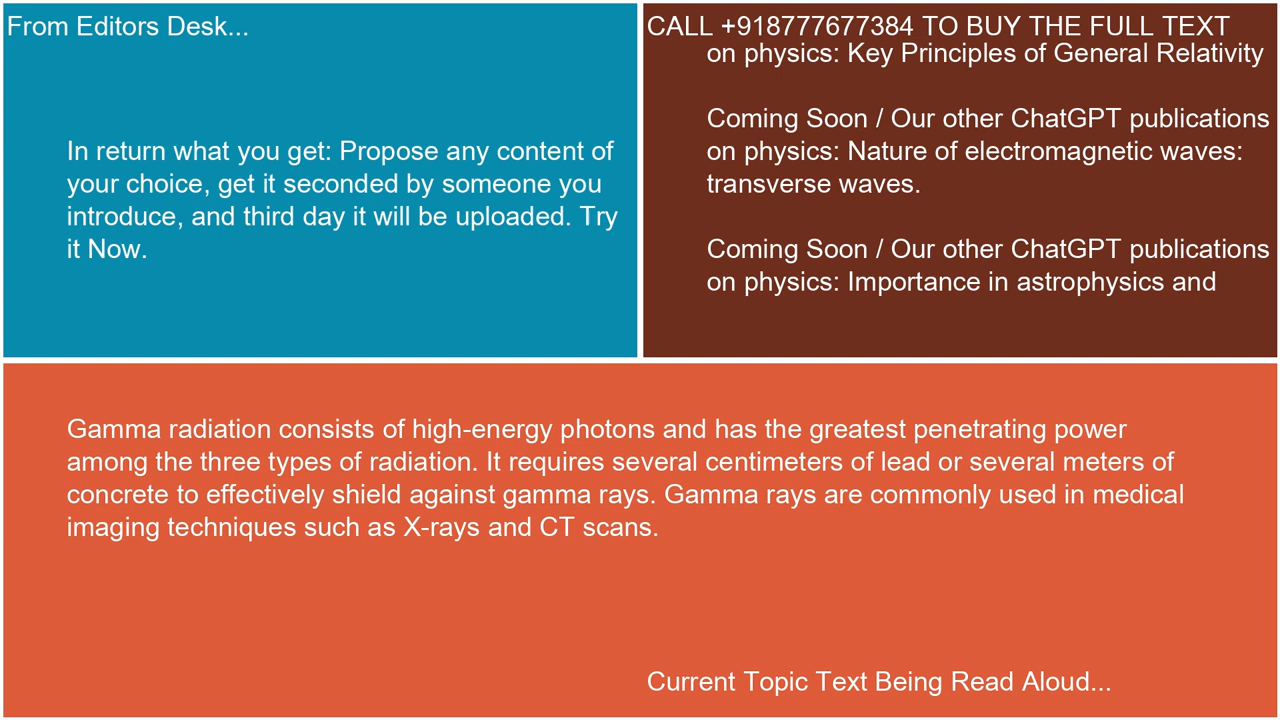 From Editors Desk...
In return what you get: Propose any content of
your choice, get it seconded by someone you
introduce, and third day it will be uploaded. Try
it Now.
CALL +918777677384 TO BUY THE FULL TEXT
on physics: Key Principles of General Relativity
Coming Soon / Our other ChatGPT publications
on physics: Nature of electromagnetic waves:
transverse waves.
Coming Soon / Our other ChatGPT publications
on physics: Importance in astrophysics and
Gamma radiation consists of high-energy photons and has the greatest penetrating power
among the three types of radiation. It requires several centimeters of lead or several meters of
concrete to effectively shield against gamma rays. Gamma rays are commonly used in medical
imaging techniques such as X-rays and CT scans.
Current Topic Text Being Read Aloud...